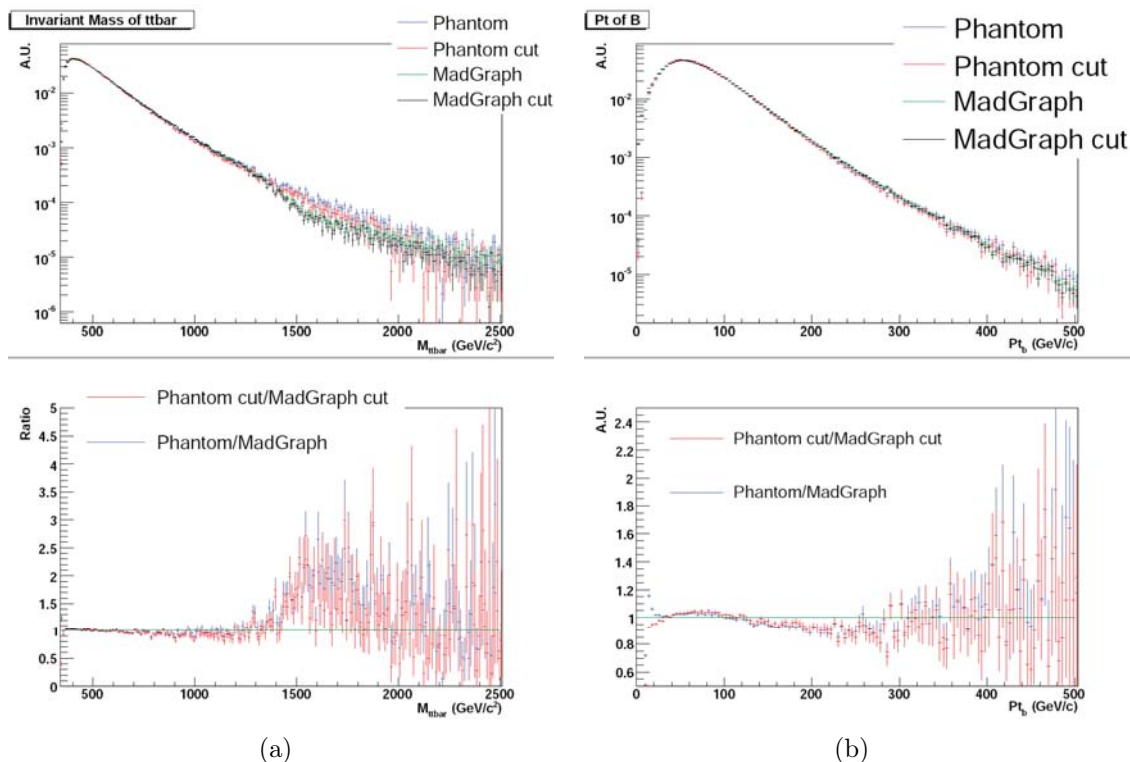 Invariant Mass of ttbar
Phantom
Phantom cut
MadGraph
MadGraph cut
A.U.
10⁻²
10⁻³
10⁻⁴
10⁻⁵
10⁻⁶
500 1000 1500 2000 2500
M_ttbar (GeV/c²)
Pt of B
Phantom
Phantom cut
MadGraph
MadGraph cut
A.U.
10⁻²
10⁻³
10⁻⁴
10⁻⁵
0 100 200 300 400 500
Pt_b (GeV/c)
Phantom cut/MadGraph cut
Phantom/MadGraph
Ratio
5
4.5
4
3.5
3
2.5
2
1.5
1
0.5
0
500 1000 1500 2000 2500
M_ttbar (GeV/c²)
Phantom cut/MadGraph cut
Phantom/MadGraph
A.U.
2.4
2.2
2
1.8
1.6
1.4
1.2
1
0.8
0.6
0 100 200 300 400 500
Pt_b (GeV/c)
(a) (b)